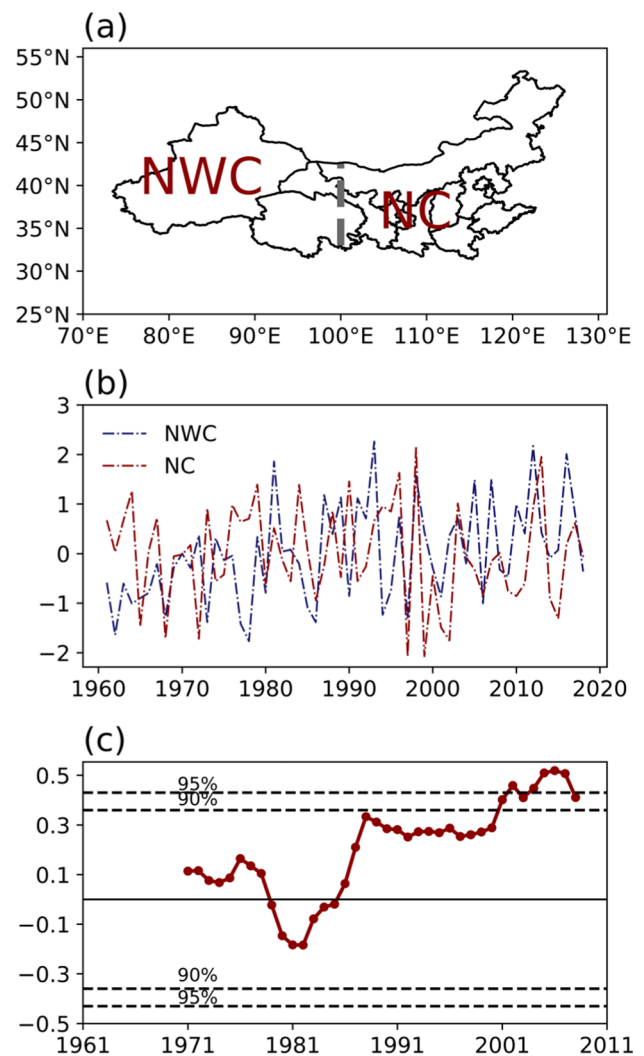 (a)
55°N
50°N
45°N
40°N
35°N
30°N
25°N
NWC
NC
70°E 80°E 90°E 100°E 110°E 120°E 130°E
(b)
3
2
1
0
−1
−2
NWC
NC
1960 1970 1980 1990 2000 2010 2020
(c)
0.5
0.3
0.1
−0.1
−0.3
−0.5
95%
90%
90%
95%
1961 1971 1981 1991 2001 2011